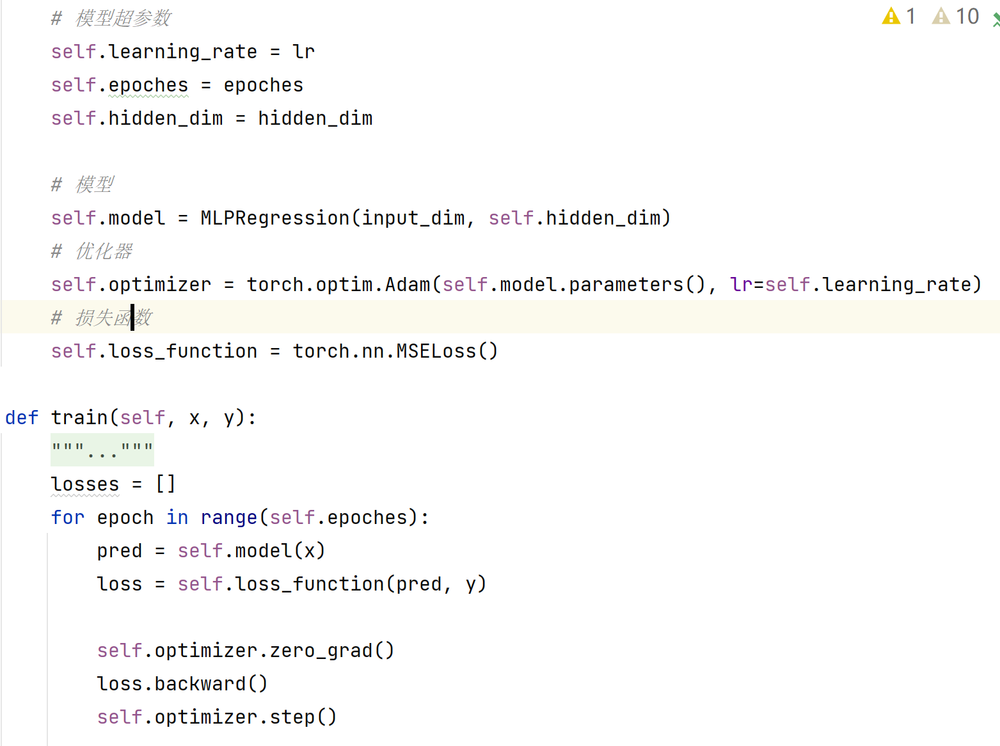 # 模型超参数
1 10
self.learning_rate = lr
self.epoches = epoches
self.hidden_dim = hidden_dim
# 模型
self.model = MLPRegression(input_dim, self.hidden_dim)
# 优化器
self.optimizer = torch.optim.Adam(self.model.parameters(), lr=self.learning_rate)
# 损失函数
self.loss_function = torch.nn.MSELoss()
def train(self, x, y):
"""..."""
losses = []
for epoch in range(self.epoches):
pred = self.model(x)
loss = self.loss_function(pred, y)
self.optimizer.zero_grad()
loss.backward()
self.optimizer.step()